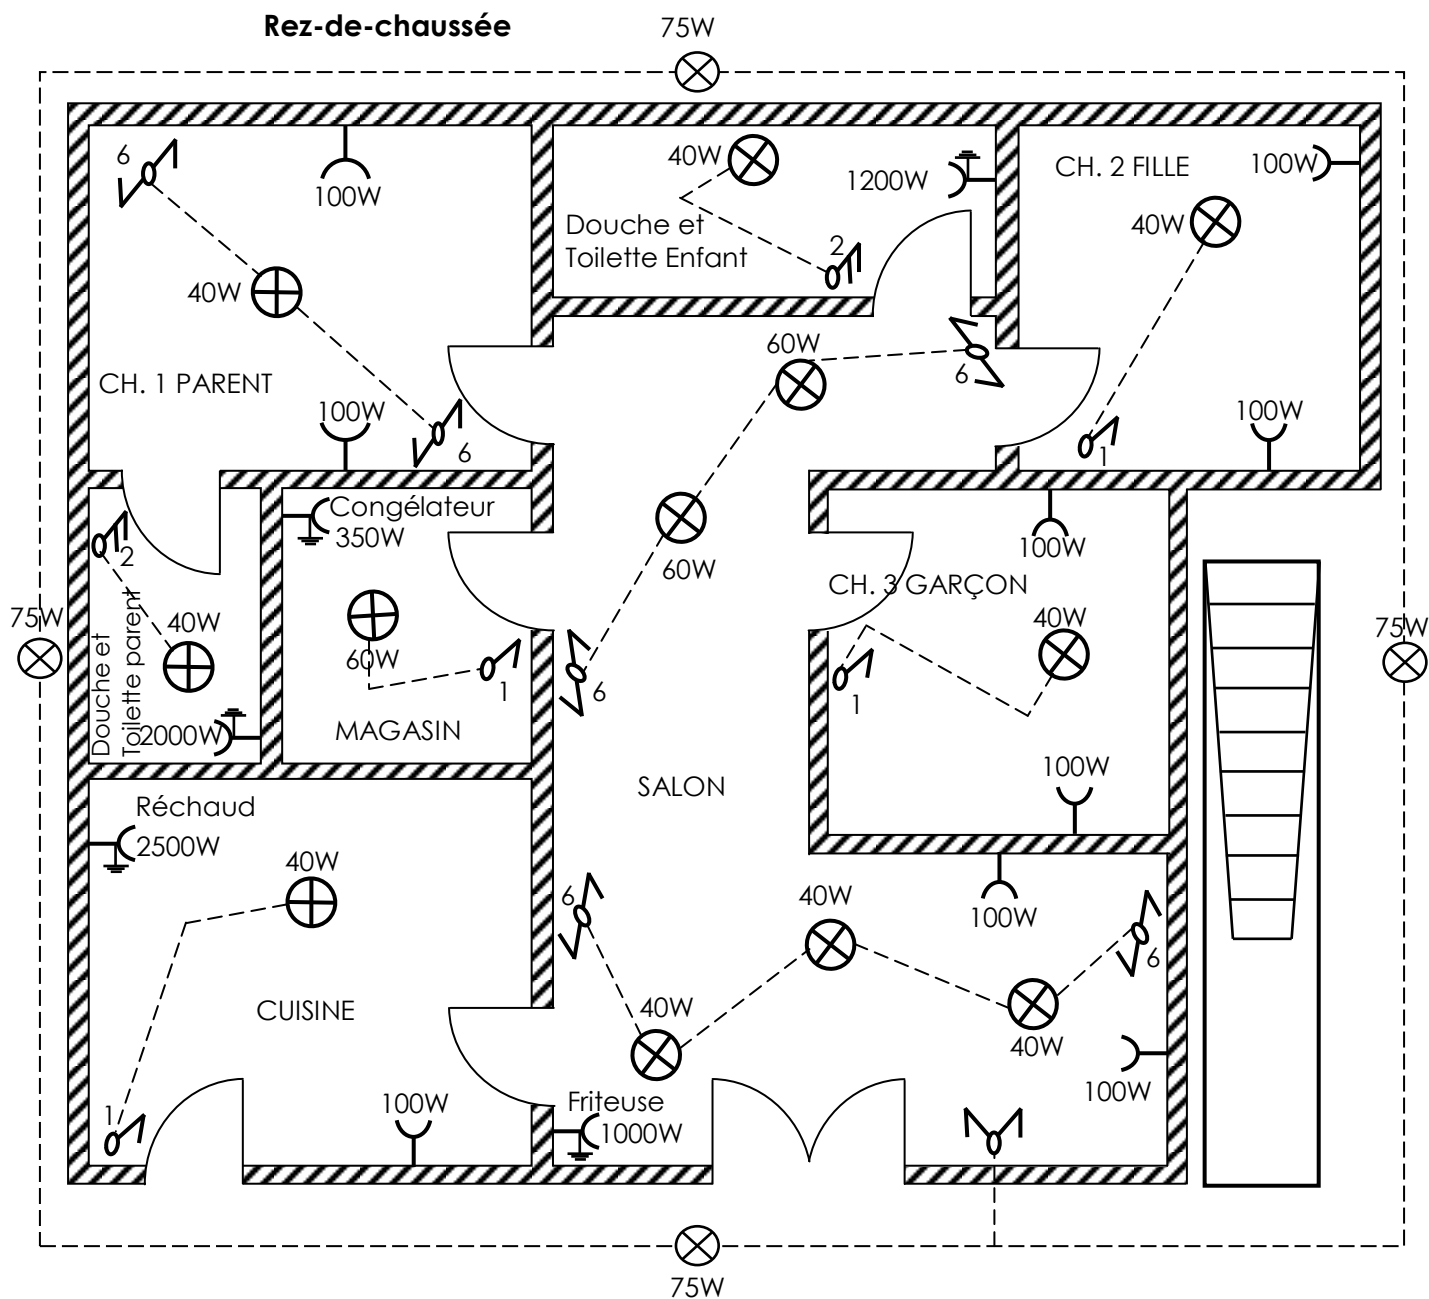 Rez-de-chaussée
75W
6
100W
40W
CH. 1 PARENT
100W
6
40W
1200W
Douche et
Toilette Enfant
2
CH. 2 FILLE
100W
40W
100W
1
60W
6
60W
6
Congélateur
350W
60W
1
MAGASIN
2
40W
Douche et
Toilette parent
2000W
75W
100W
CH. 3 GARÇON
40W
1
100W
75W
SALON
Réchaud
2500W
40W
CUISINE
1
100W
6
40W
40W
100W
6
40W
100W
Friteuse
1000W
75W